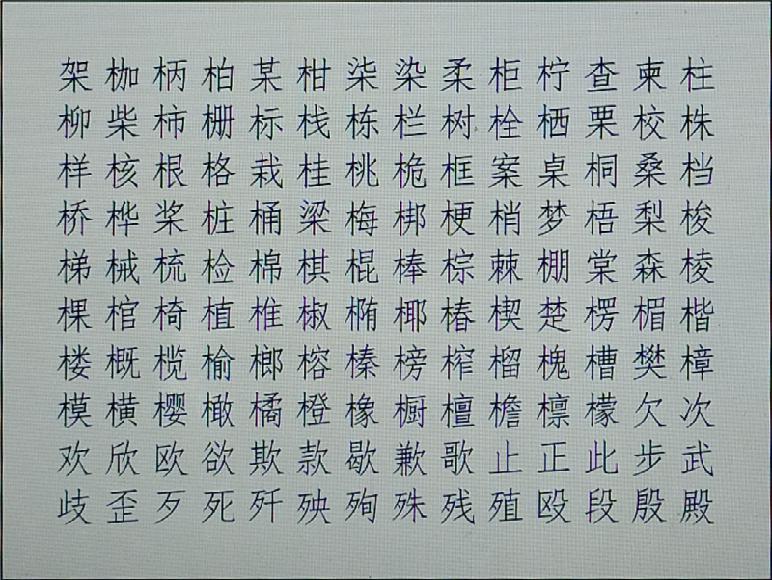 架枷柄柏某柑柒染柔柜柠查柬柱
柳柴柿栅标栈栋栏树栓栖栗校株
样核根格栽桂桃桅框案桌桐桑档
桥桦桨桩桶梁梅梆梗梢梦梧梨梭
梯械梳检棉棋棍棒棕棘棚棠森棱
棵棺椅植椎椒椭椰椿楔楚楞楣楷
楼概榄榆榔榕榛榜榨榴槐槽樊樟
模横樱橄橘橙橡橱檀檐檩檬欠次
欢欣欧欲欺款歇歉歌止正此步武
歧歪歹死歼殃殉殊残殖殴段殷殿